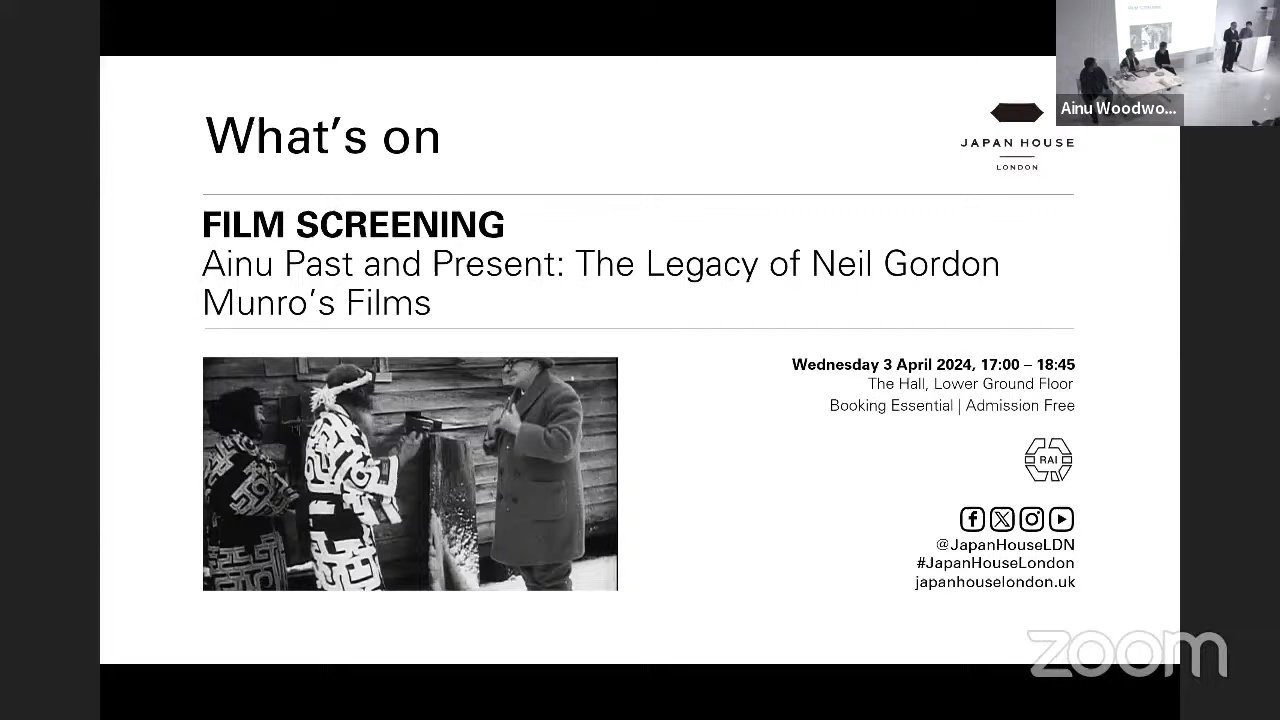 What's on
JAPAN HOUSE
LONDON
Ainu Woodwo...
FILM SCREENING
Ainu Past and Present: The Legacy of Neil Gordon
Munro's Films
Wednesday 3 April 2024, 17:00 – 18:45
The Hall, Lower Ground Floor
Booking Essential | Admission Free
RAI
@JapanHouseLDN
#JapanHouseLondon
japanhouselondon.uk
zoom